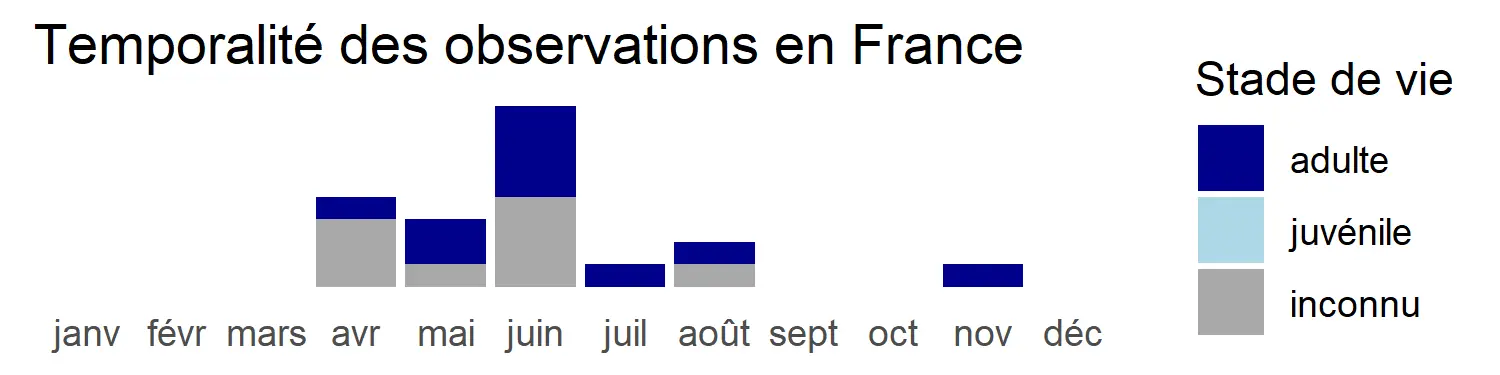 Temporalité des observations en France
Stade de vie
adulte
juvénile
inconnu
janv févr mars avr mai juin juil août sept oct nov déc